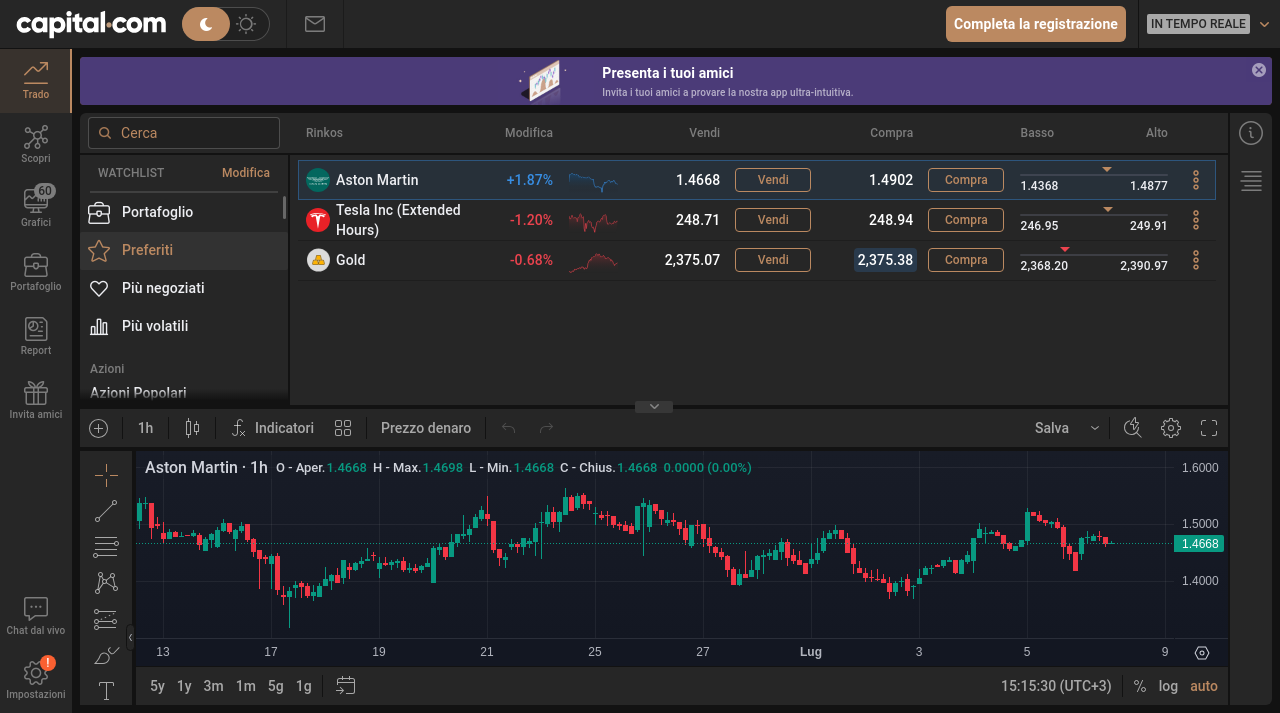 capital.com
Completa la registrazione
IN TEMPO REALE
Trado
Scopri
60
Grafici
Portafoglio
Report
Invita amici
Chat dal vivo
!
Impostazioni
Presenta i tuoi amici
Invita i tuoi amici a provare la nostra app ultra-intuitiva.
Cerca
WATCHLIST Modifica
Portafoglio
Preferiti
Più negoziati
Più volatili
Azioni
Azioni Popolari
Rinkos Modifica Vendi Compra Basso Alto
Aston Martin +1.87% 1.4668 Vendi 1.4902 Compra 1.4368 1.4877
Tesla Inc (Extended
Hours) -1.20% 248.71 Vendi 248.94 Compra 246.95 249.91
Gold -0.68% 2,375.07 Vendi 2,375.38 Compra 2,368.20 2,390.97
1h Indicatori Prezzo denaro Salva
Aston Martin · 1h O - Aper.1.4668 H - Max.1.4698 L - Min.1.4668 C - Chius.1.4668 0.0000 (0.00%)
1.6000
1.5000
1.4668
1.4000
13 17 19 21 25 27 Lug 3 5 9
5y 1y 3m 1m 5g 1g 15:15:30 (UTC+3) % log auto